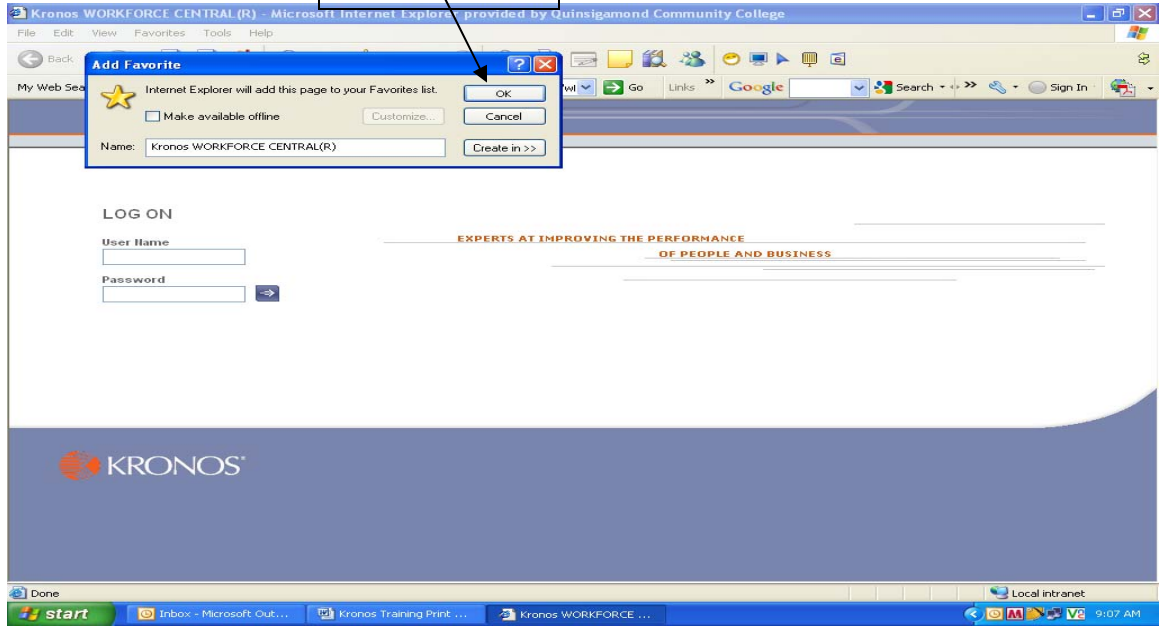 Kronos WORKFORCE CENTRAL(R) - Microsoft Internet Explorer provided by Quinsigamond Community College
File Edit View Favorites Tools Help
Back
Add Favorite
My Web Sea
Go Links » Google Search » Sign In
Internet Explorer will add this page to your Favorites list.
OK
Make available offline
Customize...
Cancel
Name: Kronos WORKFORCE CENTRAL(R)
Create in >>
LOG ON
User Name
Password
EXPERTS AT IMPROVING THE PERFORMANCE
OF PEOPLE AND BUSINESS
KRONOS
Done
Local intranet
start
Inbox - Microsoft Out...
Kronos Training Print ...
Kronos WORKFORCE ...
9:07 AM